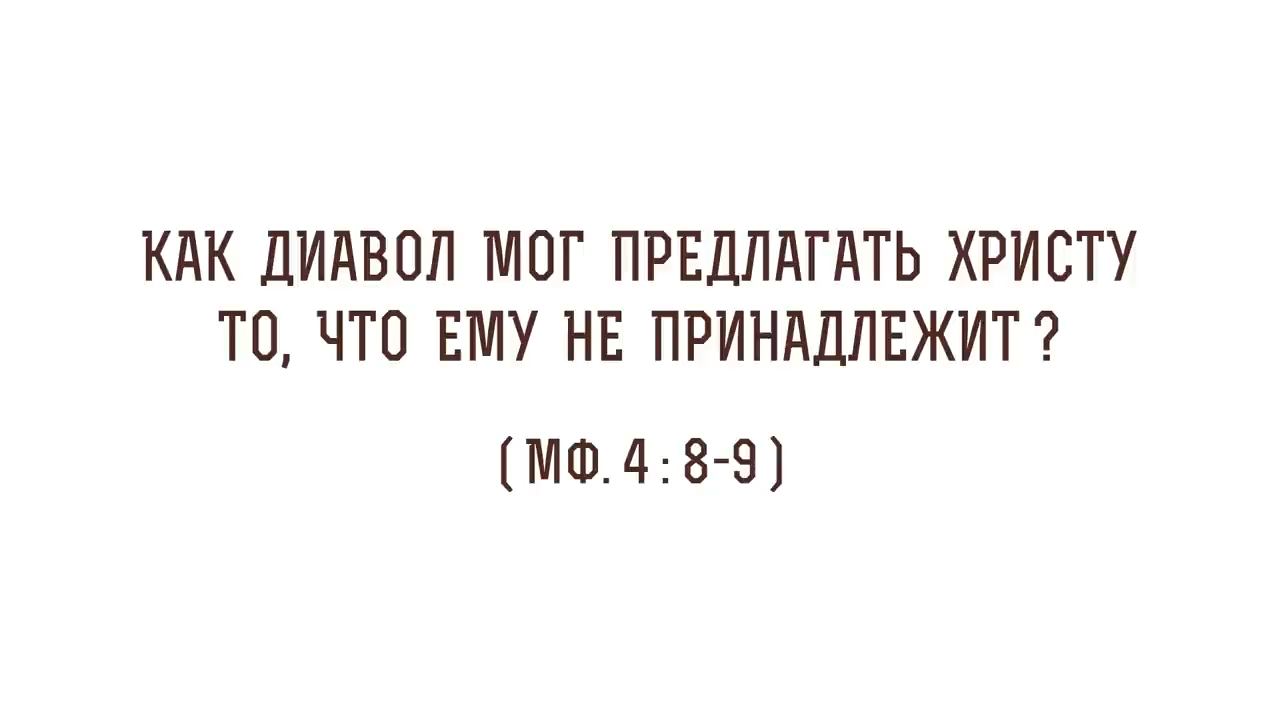 КАК ДИАВОЛ МОГ ПРЕДЛАГАТЬ ХРИСТУ
ТО, ЧТО ЕМУ НЕ ПРИНАДЛЕЖИТ?
(МФ. 4:8-9)